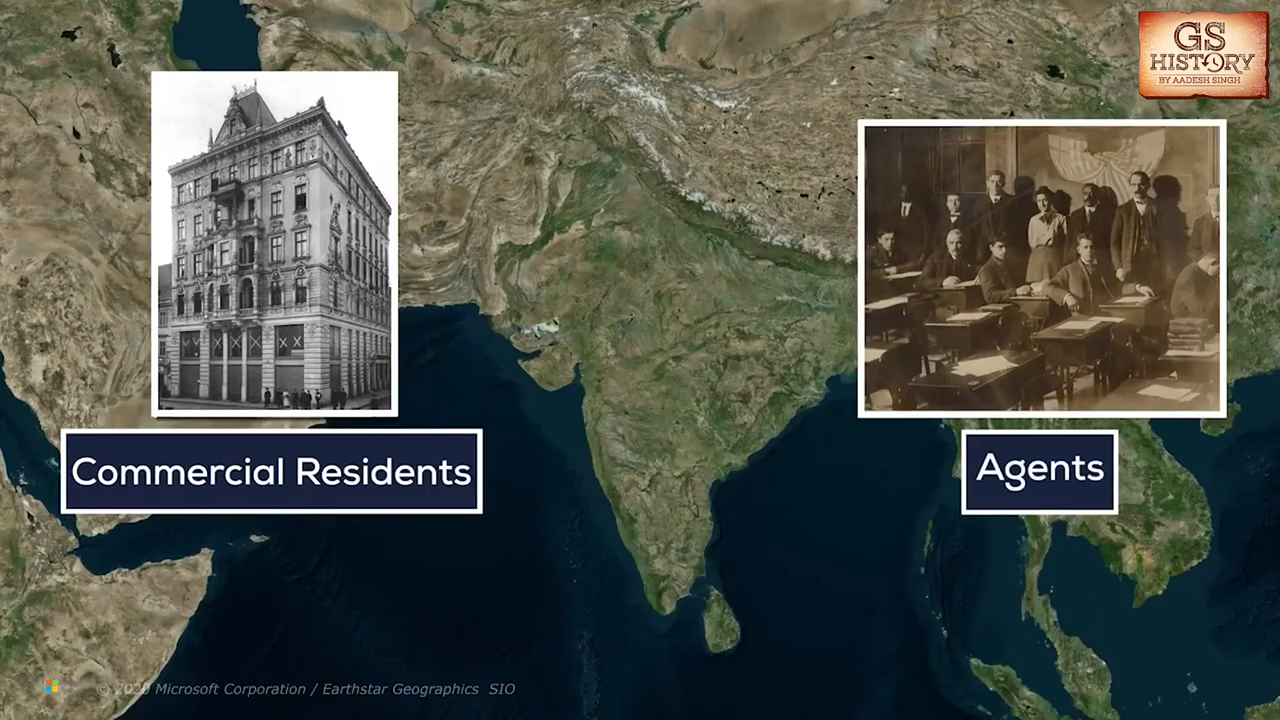 GS
HISTORY
BY AADESH SINGH
Commercial Residents
Agents
© 2020 Microsoft Corporation / Earthstar Geographics SIO